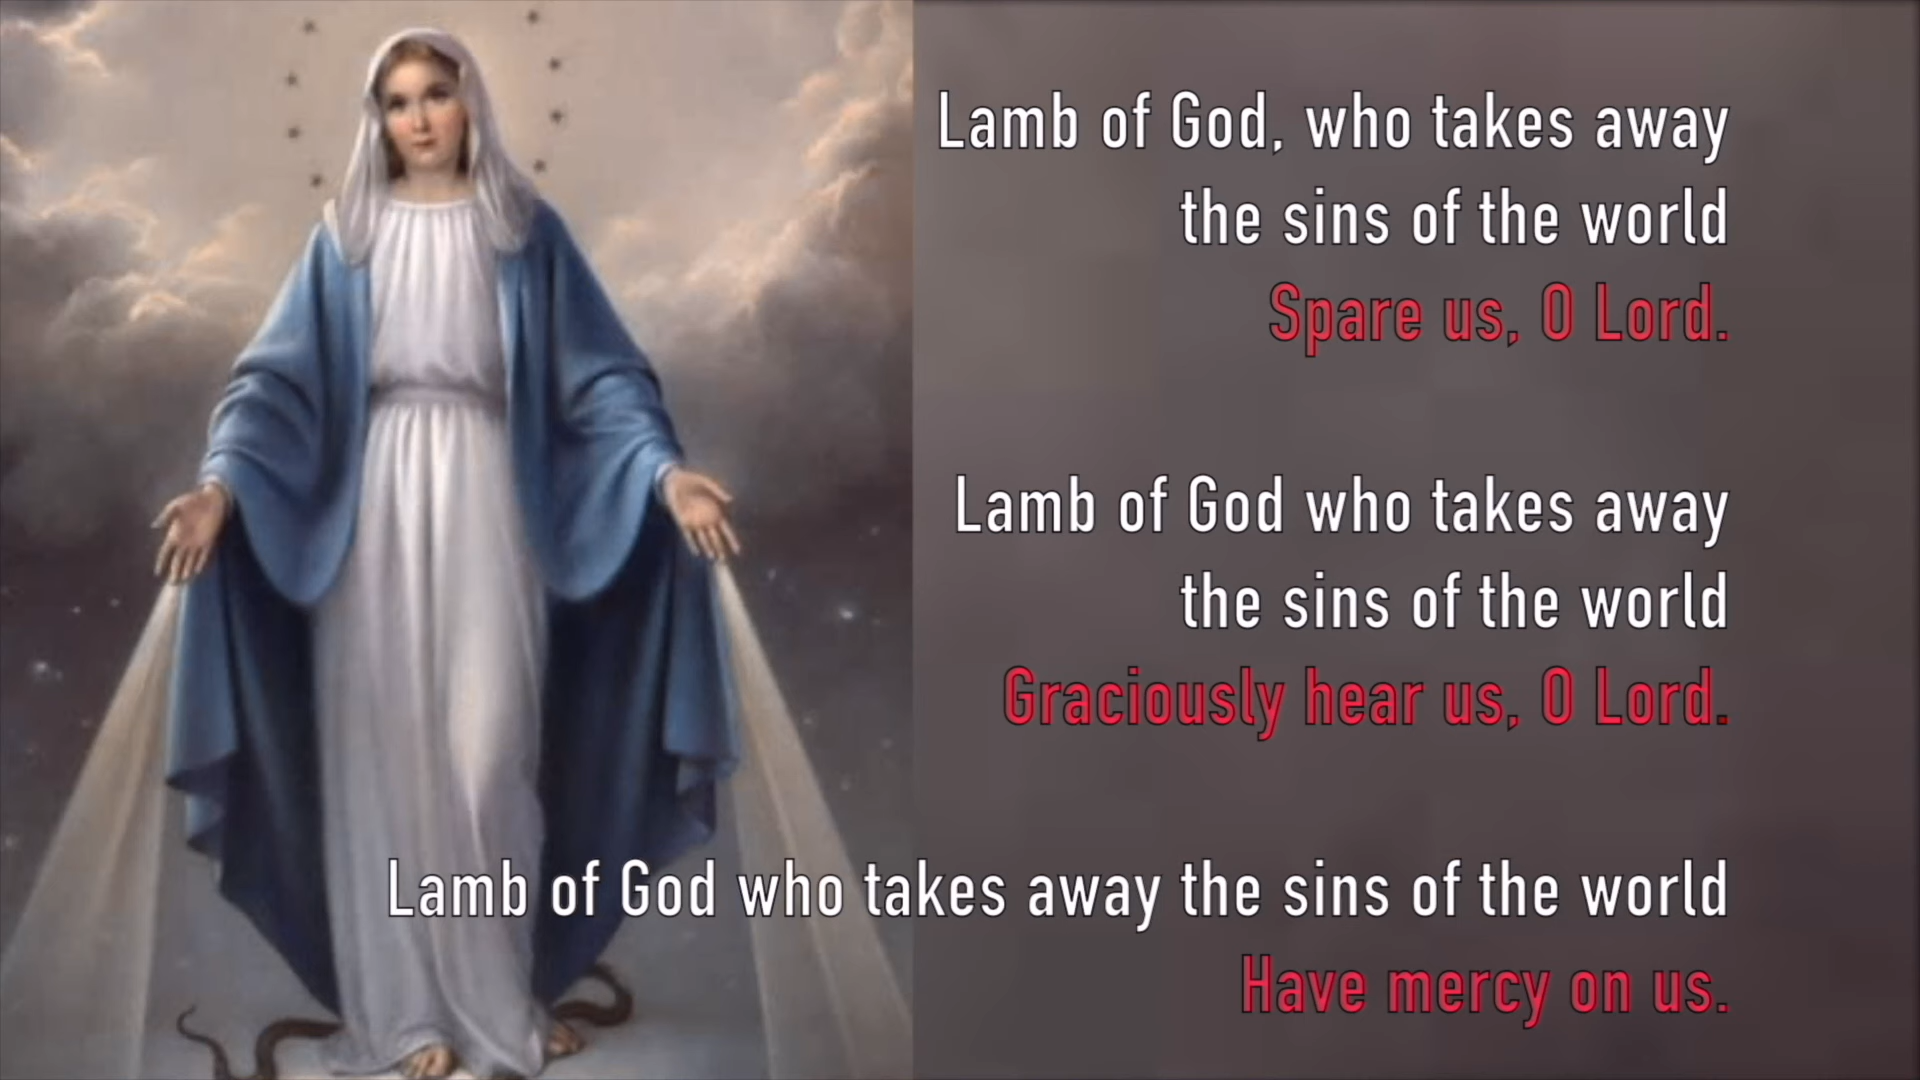 Lamb of God, who takes away
the sins of the world
Spare us, O Lord.
Lamb of God who takes away
the sins of the world
Graciously hear us, O Lord.
Lamb of God who takes away the sins of the world
Have mercy on us.